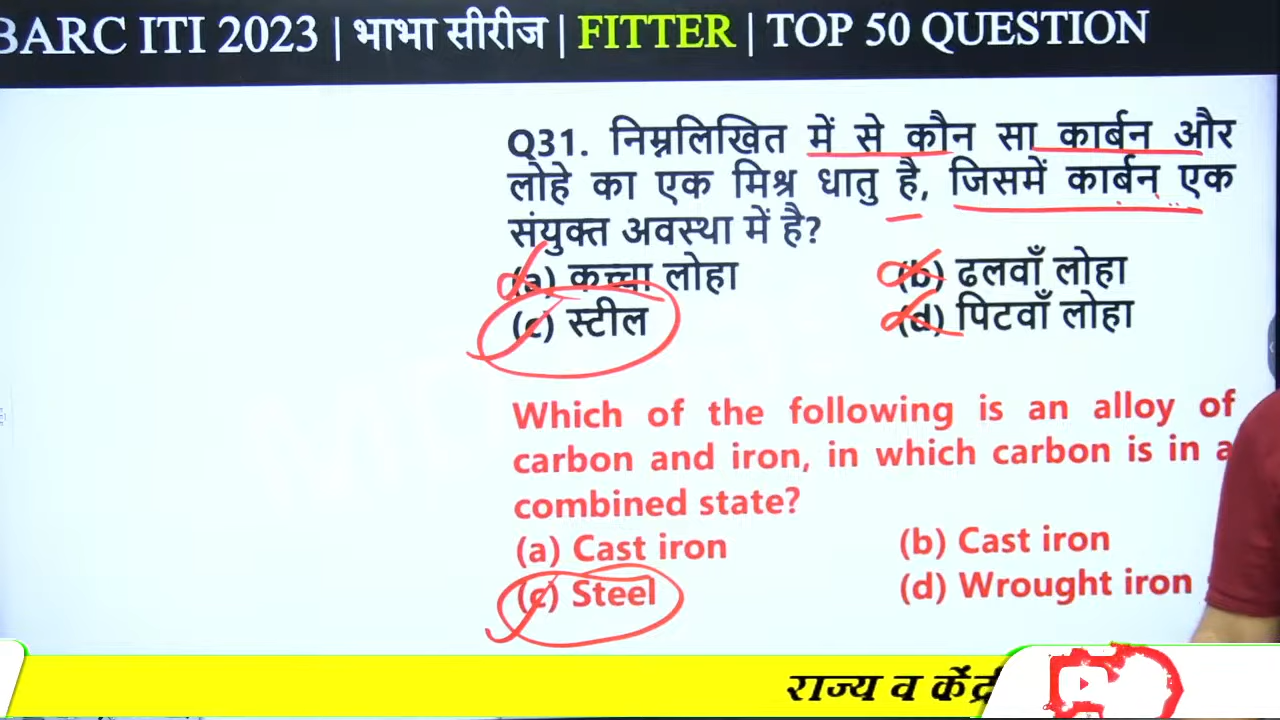 BARC ITI 2023 | भाभा सीरीज | FITTER | TOP 50 QUESTION
Q31. निम्नलिखित में से कौन सा कार्बन और
लोहे का एक मिश्र धातु है, जिसमें कार्बन एक
संयुक्त अवस्था में है?
(a) कच्चा लोहा (b) ढलवाँ लोहा
(c) स्टील (d) पिटवाँ लोहा
Which of the following is an alloy of
carbon and iron, in which carbon is in a
combined state?
(a) Cast iron (b) Cast iron
(c) Steel (d) Wrought iron
राज्य व